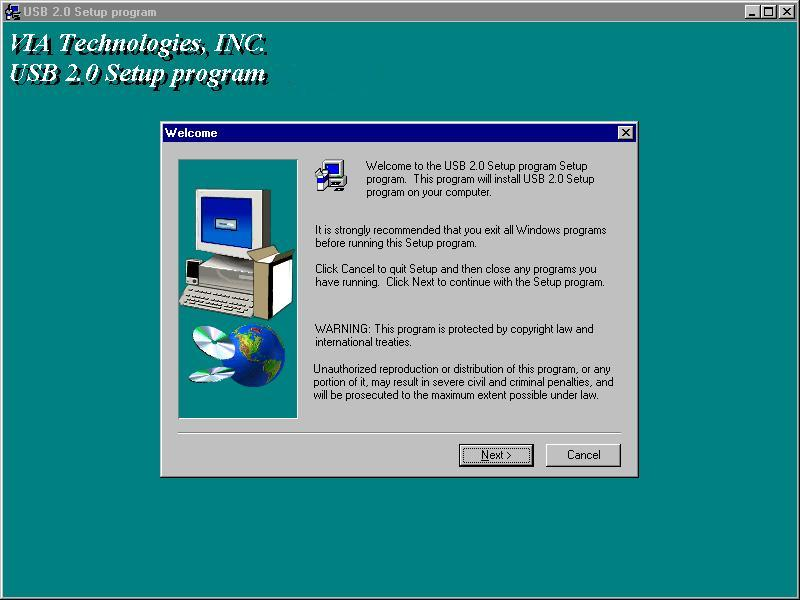 USB 2.0 Setup program
VIA Technologies, INC.
USB 2.0 Setup program
Welcome
Welcome to the USB 2.0 Setup program Setup
program. This program will install USB 2.0 Setup
program on your computer.
It is strongly recommended that you exit all Windows programs
before running this Setup program.
Click Cancel to quit Setup and then close any programs you
have running. Click Next to continue with the Setup program.
WARNING: This program is protected by copyright law and
international treaties.
Unauthorized reproduction or distribution of this program, or any
portion of it, may result in severe civil and criminal penalties, and
will be prosecuted to the maximum extent possible under law.
Next >
Cancel